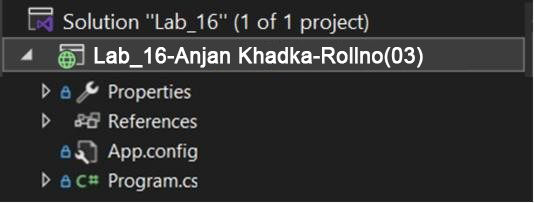 Solution "Lab_16" (1 of 1 project)
Lab_16-Anjan Khadka-Rollno(03)
Properties
References
App.config
C# Program.cs